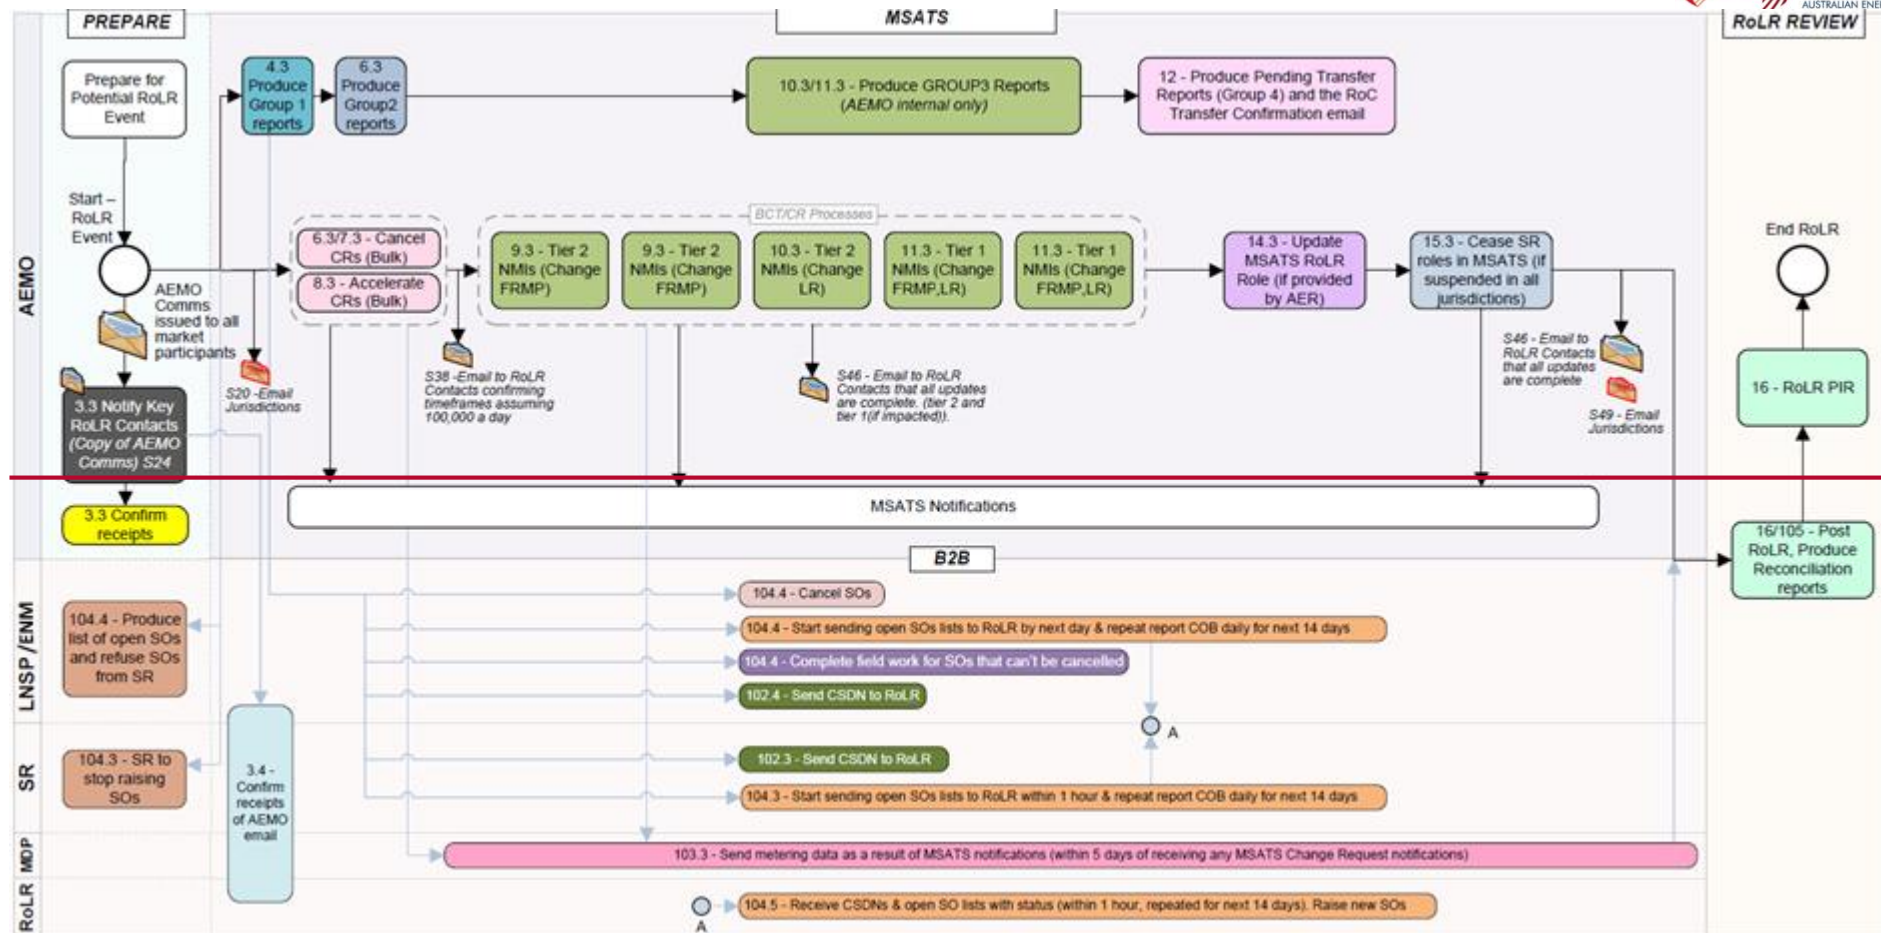 AUSTRALIAN ENE
PREPARE
MSATS
RoLR REVIEW
Prepare for
Potential RoLR
Event
4.3
Produce
Group 1
reports
6.3
Produce
Group2
reports
10.3/11.3 - Produce GROUP3 Reports
(AEMO internal only)
12 - Produce Pending Transfer
Reports (Group 4) and the RoC
Transfer Confirmation email
AEMO
Start –
RoLR
Event
BCT/CR Processes
6.3/7.3 - Cancel
CRs (Bulk)
8.3 - Accelerate
CRs (Bulk)
9.3 - Tier 2
NMIs (Change
FRMP)
9.3 - Tier 2
NMIs (Change
FRMP)
10.3 - Tier 2
NMIs (Change
LR)
11.3 - Tier 1
NMIs (Change
FRMP,LR)
11.3 - Tier 1
NMIs (Change
FRMP,LR)
14.3 - Update
MSATS RoLR
Role (if provided
by AER)
15.3 - Cease SR
roles in MSATS (if
suspended in all
jurisdictions)
End RoLR
AEMO
Comms
issued to all
market
participants
S20 -Email
Jurisdictions
S38 -Email to RoLR
Contacts confirming
timeframes assuming
100,000 a day
S46 - Email to RoLR
Contacts that all updates
are complete. (tier 2 and
tier 1(if impacted)).
S46 - Email to
RoLR Contacts
that all updates
are complete
S49 - Email
Jurisdictions
16 - RoLR PIR
3.3 Notify Key
RoLR Contacts
(Copy of AEMO
Comms) S24
3.3 Confirm
receipts
MSATS Notifications
16/105 - Post
RoLR, Produce
Reconciliation
reports
B2B
LNSP/ENM
104.4 - Produce
list of open SOs
and refuse SOs
from SR
104.4 - Cancel SOs
104.4 - Start sending open SOs lists to RoLR by next day & repeat report COB daily for next 14 days
104.4 - Complete field work for SOs that can't be cancelled
102.4 - Send CSDN to RoLR
A
SR
104.3 - SR to
stop raising
SOs
3.4 -
Confirm
receipts
of AEMO
email
102.3 - Send CSDN to RoLR
104.3 - Start sending open SOs lists to RoLR within 1 hour & repeat report COB daily for next 14 days
MDP
103.3 - Send metering data as a result of MSATS notifications (within 5 days of receiving any MSATS Change Request notifications)
RoLR
A
104.5 - Receive CSDNs & open SO lists with status (within 1 hour, repeated for next 14 days). Raise new SOs